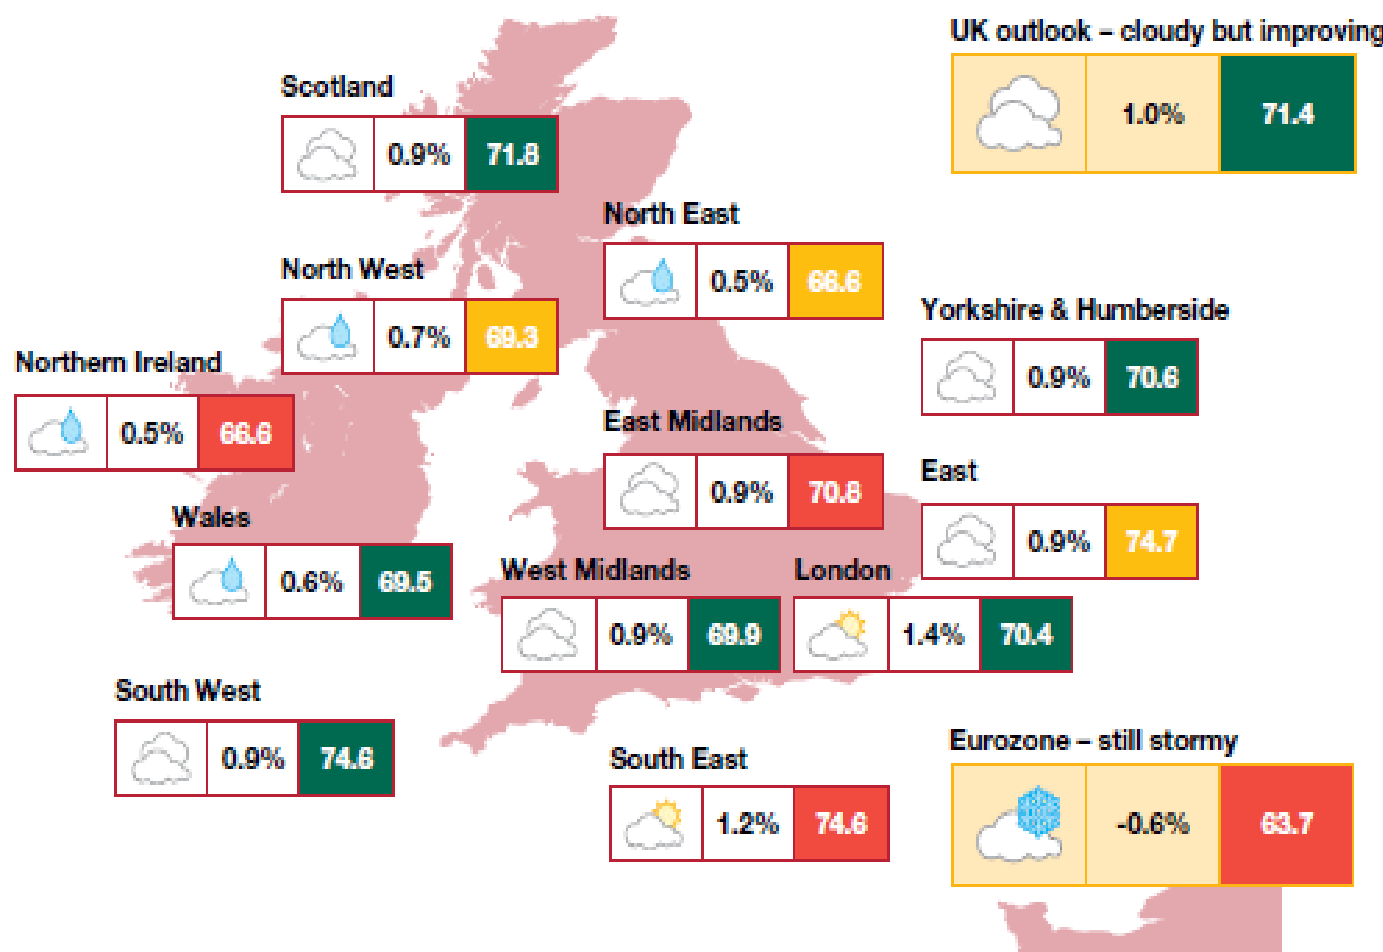 UK outlook – cloudy but improving
1.0% 71.4
Scotland
0.9% 71.8
North East
0.5% 66.6
North West
0.7% 69.3
Yorkshire & Humberside
0.9% 70.6
Northern Ireland
0.5% 66.6
East Midlands
0.9% 70.8
East
0.9% 74.7
Wales
0.6% 69.5
West Midlands
0.9% 69.9
London
1.4% 70.4
South West
0.9% 74.6
South East
1.2% 74.6
Eurozone – still stormy
-0.6% 63.7